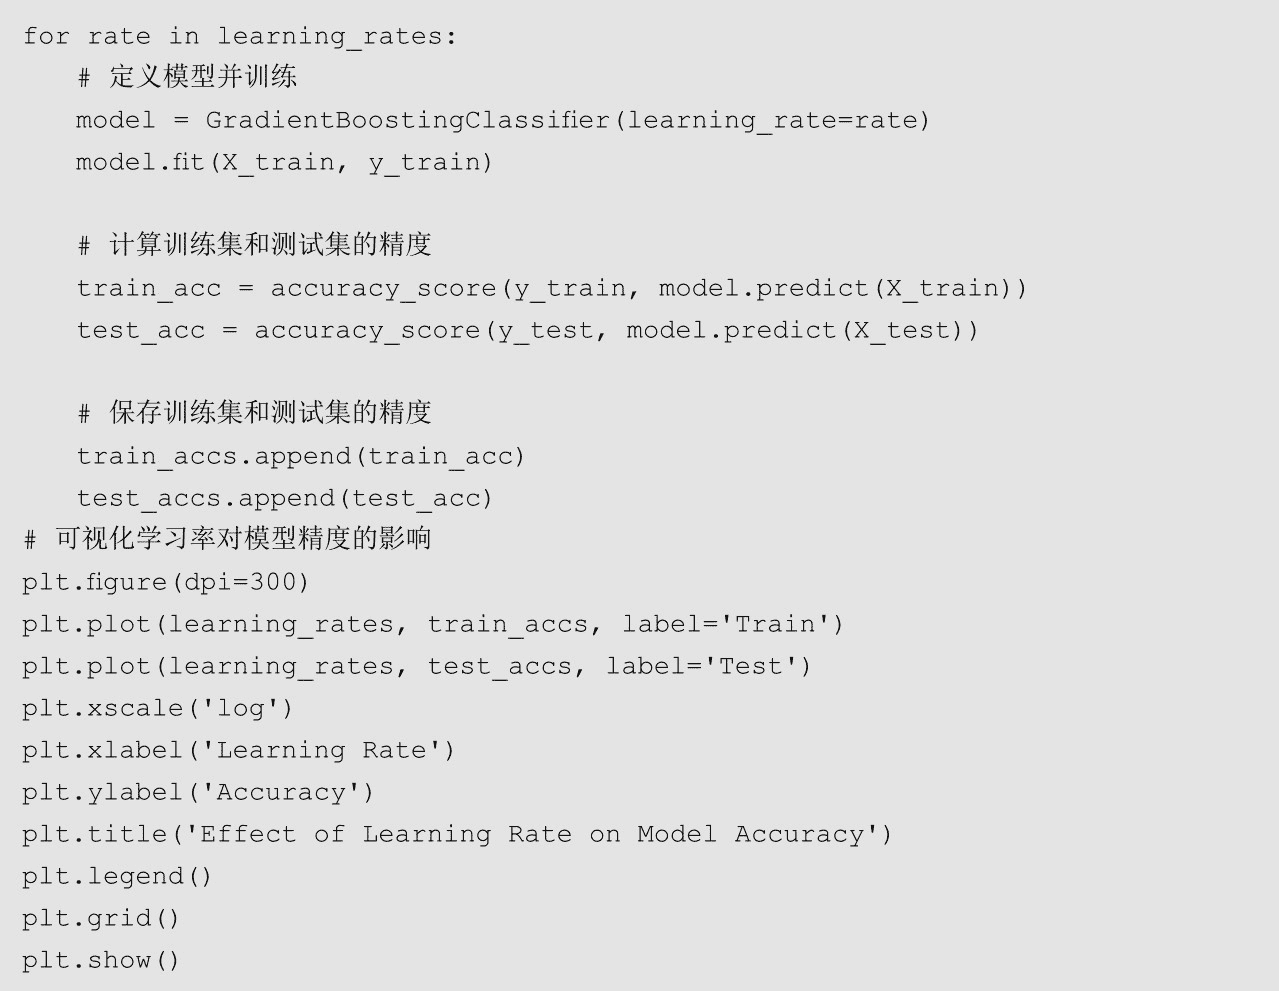 for rate in learning_rates:
    # 定义模型并训练
    model = GradientBoostingClassifier(learning_rate=rate)
    model.fit(X_train, y_train)

    # 计算训练集和测试集的精度
    train_acc = accuracy_score(y_train, model.predict(X_train))
    test_acc = accuracy_score(y_test, model.predict(X_test))

    # 保存训练集和测试集的精度
    train_accs.append(train_acc)
    test_accs.append(test_acc)
# 可视化学习率对模型精度的影响
plt.figure(dpi=300)
plt.plot(learning_rates, train_accs, label='Train')
plt.plot(learning_rates, test_accs, label='Test')
plt.xscale('log')
plt.xlabel('Learning Rate')
plt.ylabel('Accuracy')
plt.title('Effect of Learning Rate on Model Accuracy')
plt.legend()
plt.grid()
plt.show()